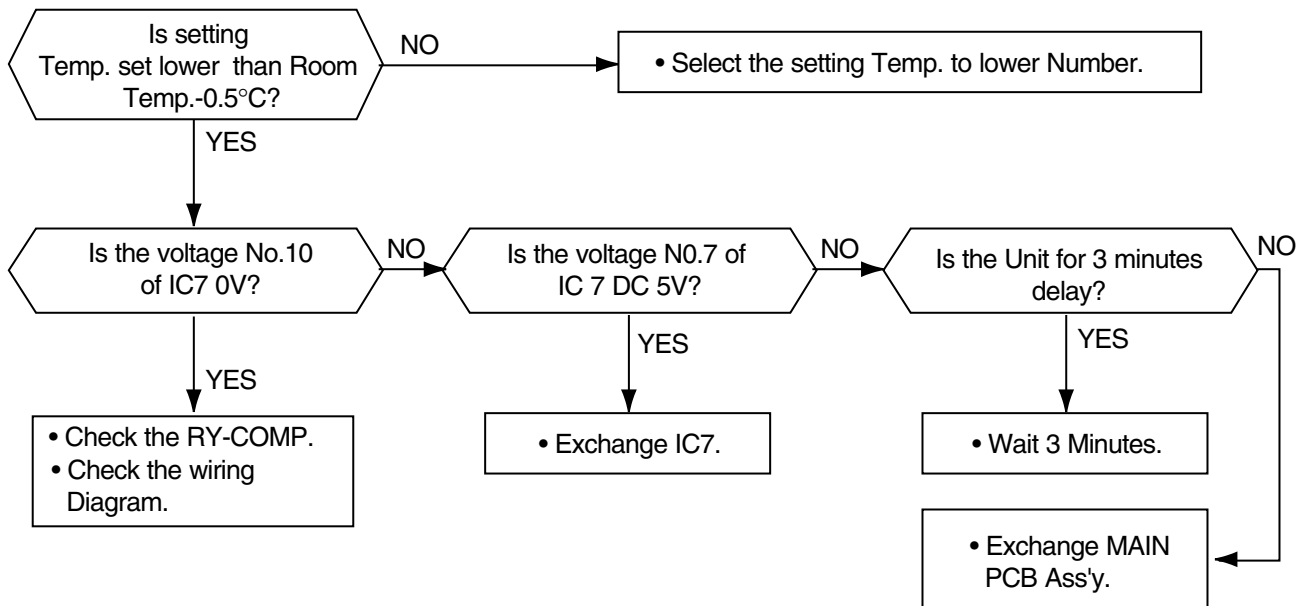 Is setting
Temp. set lower than Room
Temp.-0.5°C?
NO
• Select the setting Temp. to lower Number.
YES
Is the voltage No.10
of IC7 0V?
NO
Is the voltage N0.7 of
IC 7 DC 5V?
NO
Is the Unit for 3 minutes
delay?
NO
YES
• Check the RY-COMP.
• Check the wiring
Diagram.
YES
• Exchange IC7.
YES
• Wait 3 Minutes.
• Exchange MAIN
PCB Ass'y.